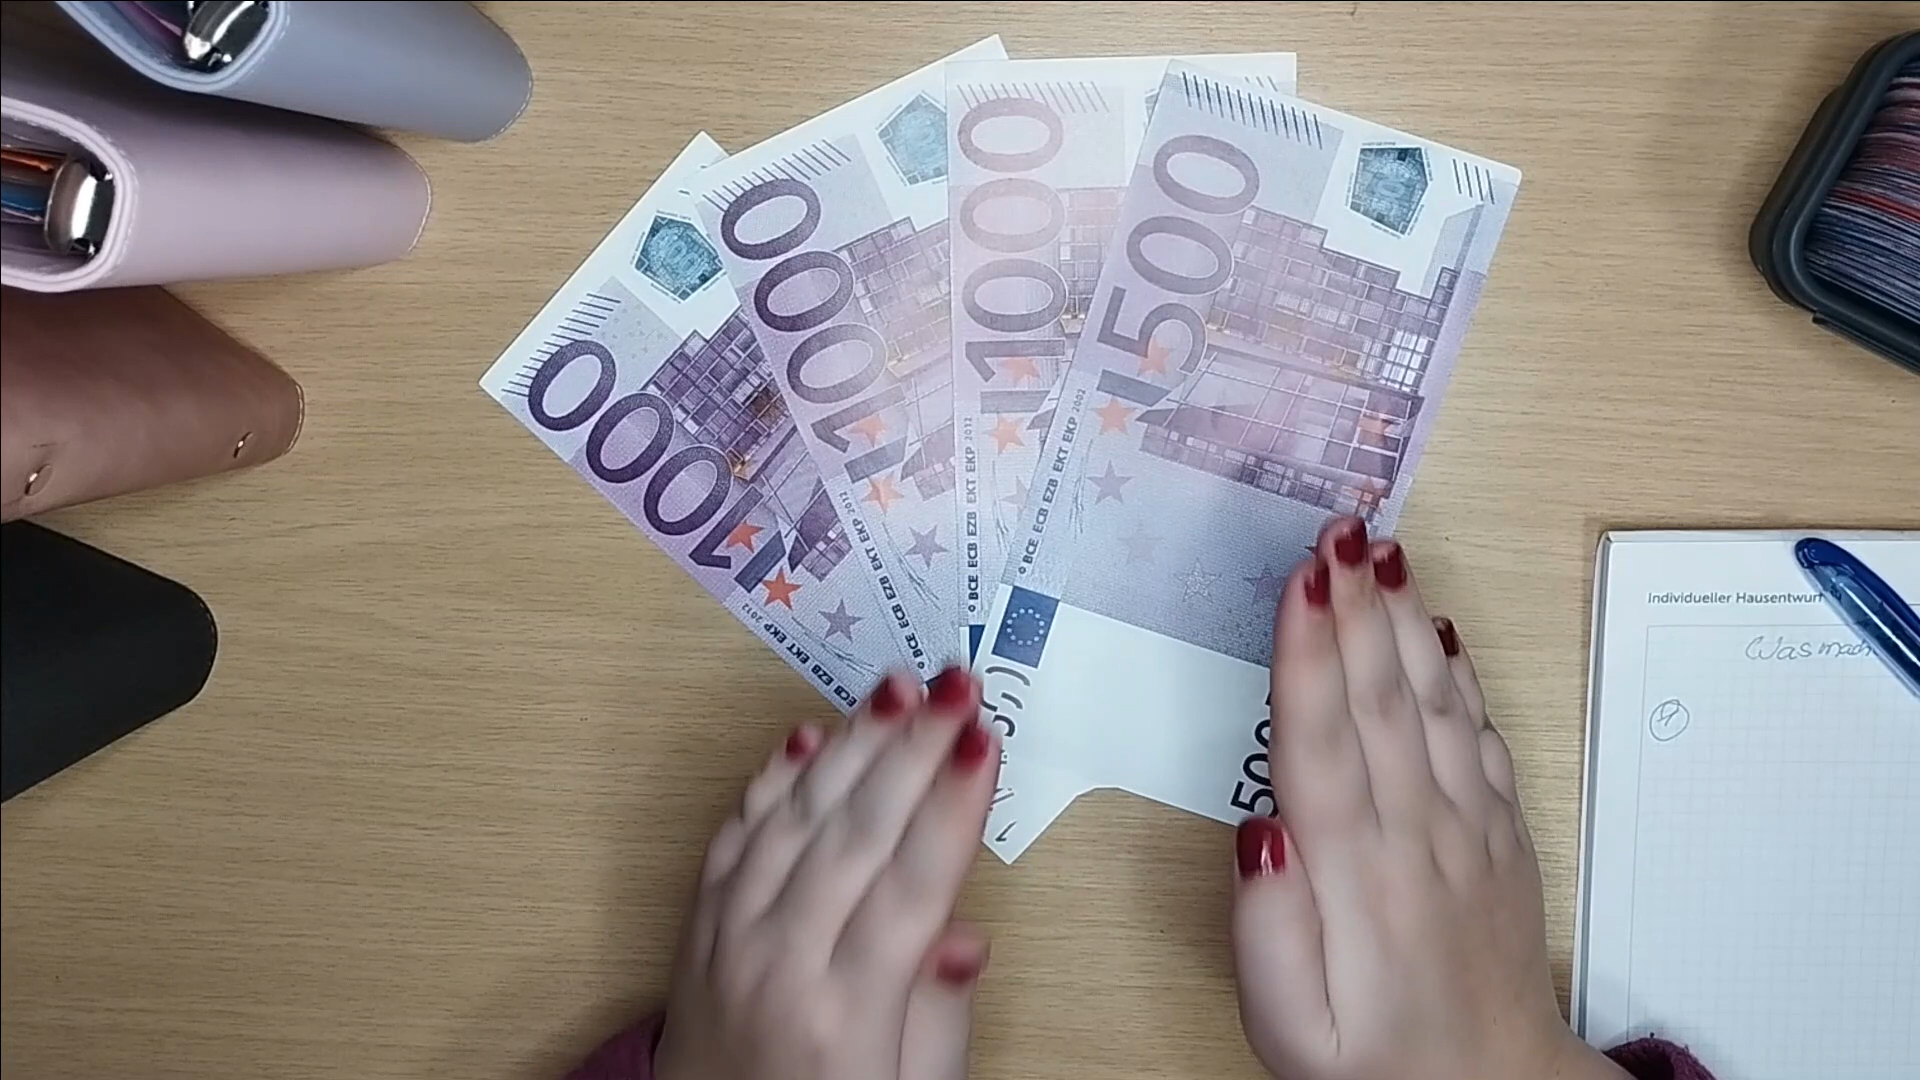 1000
ECB EZB EKT EKP 2012
1000
© BCE ECB EZB EKT EKP 2012
1000
© BCE ECB EZB EKT EKP 2012
500
© BCE ECB EZB EKT EKP 2002
500
Individueller Hausentwurf
Was mach